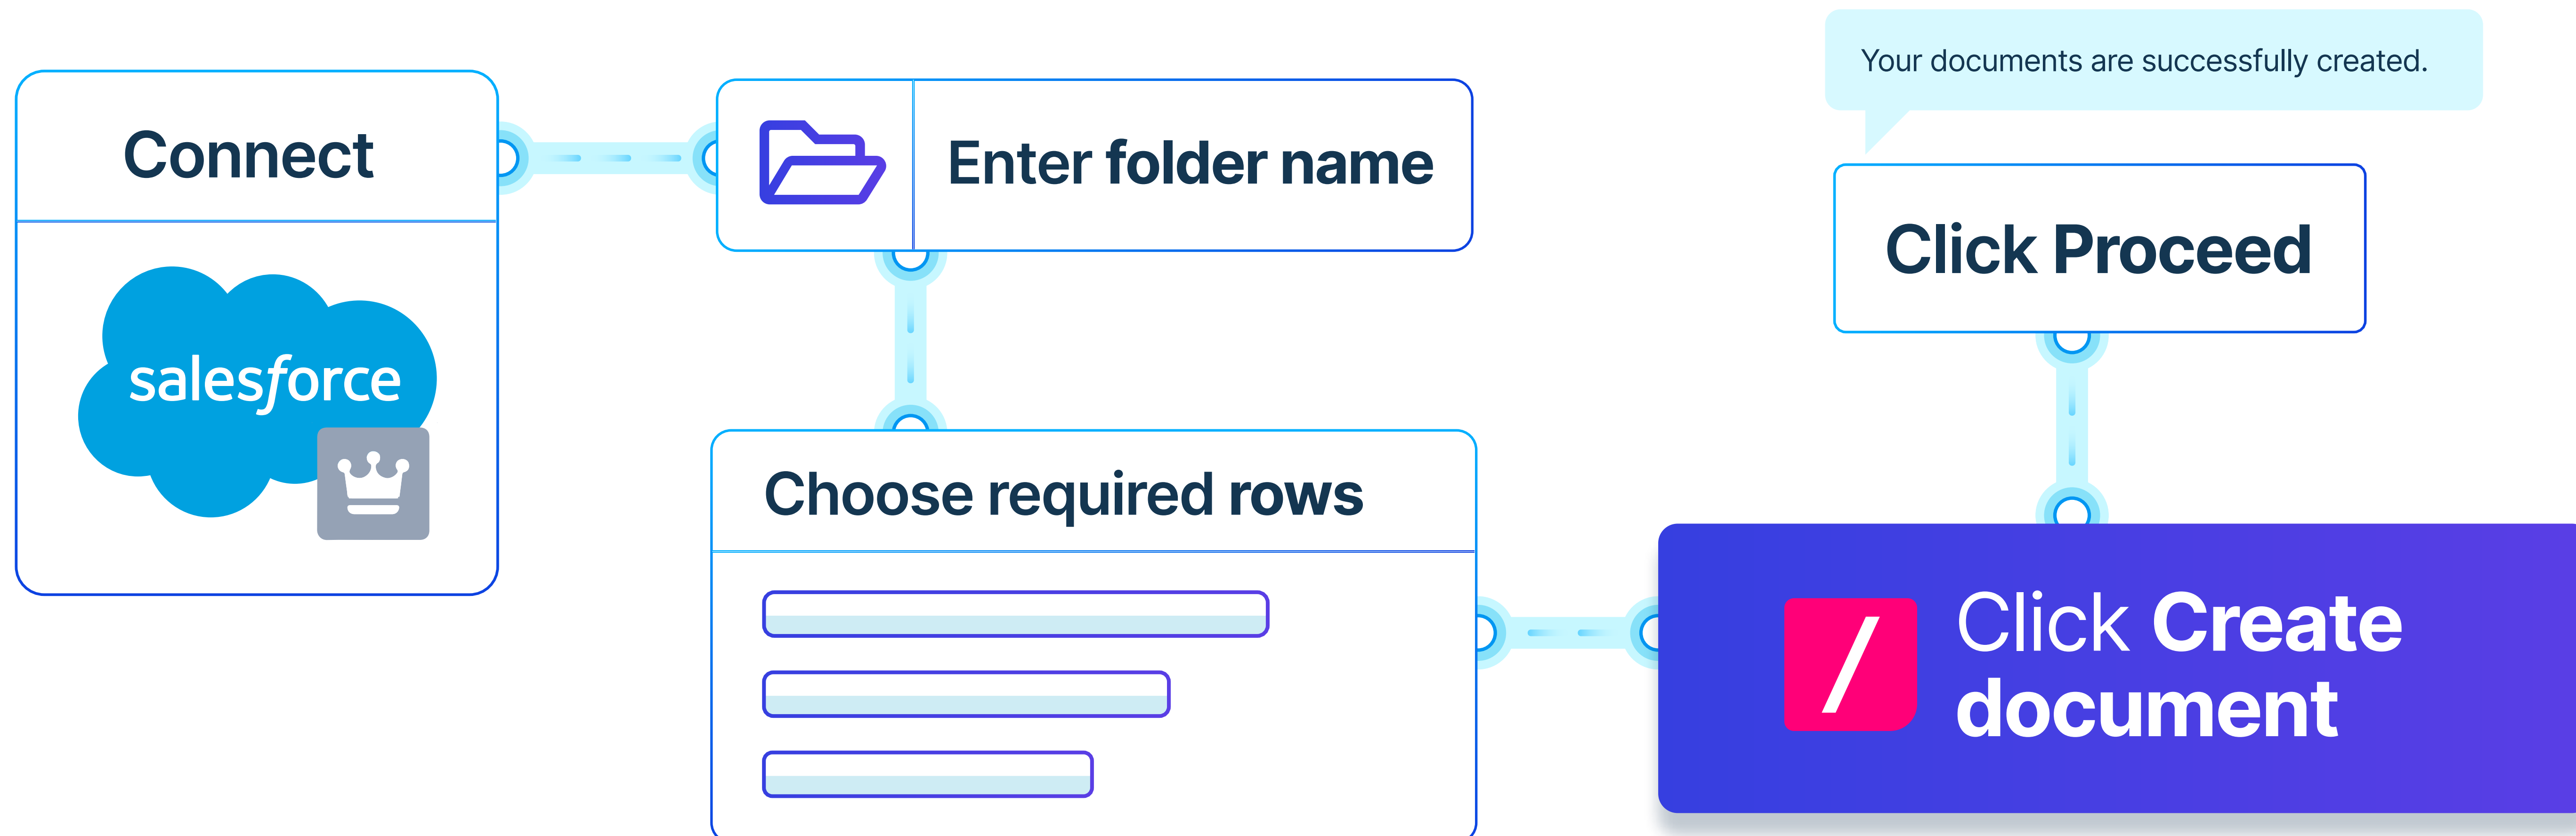 Connect
salesforce
Enter folder name
Choose required rows
Your documents are successfully created.
Click Proceed
Click Create
document